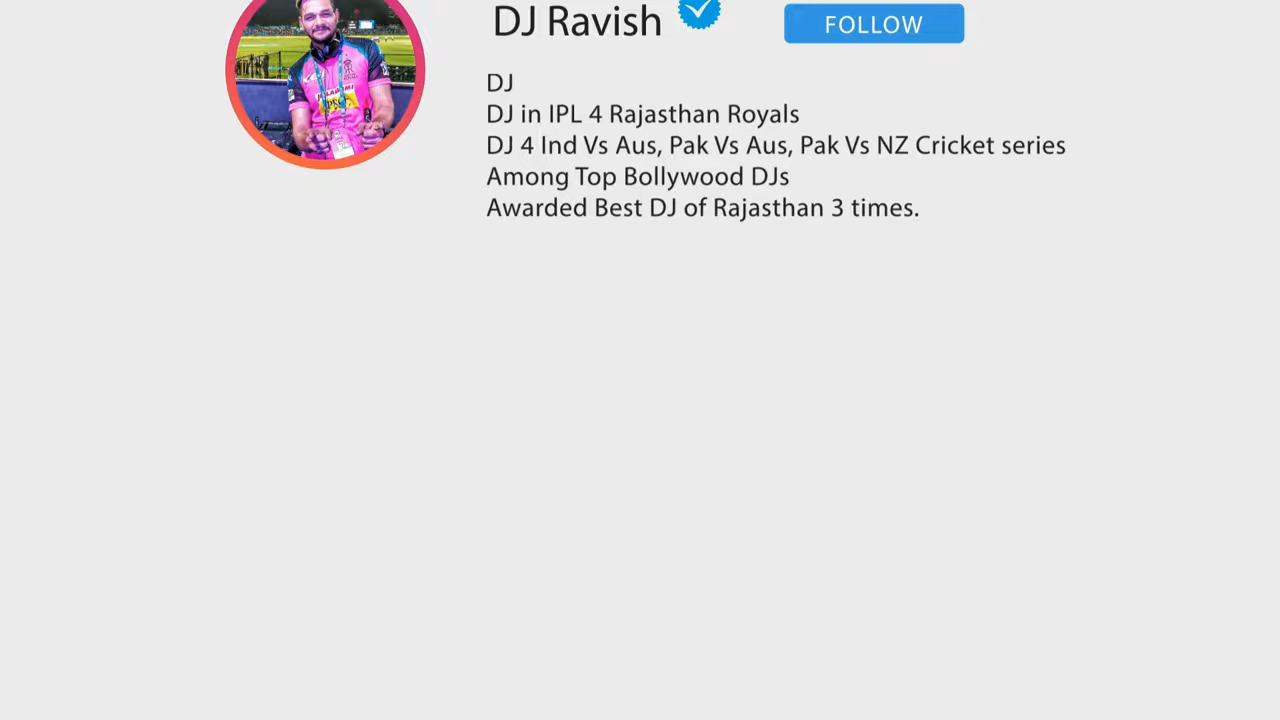 DJ Ravish
FOLLOW
DJ
DJ in IPL 4 Rajasthan Royals
DJ 4 Ind Vs Aus, Pak Vs Aus, Pak Vs NZ Cricket series
Among Top Bollywood DJs
Awarded Best DJ of Rajasthan 3 times.